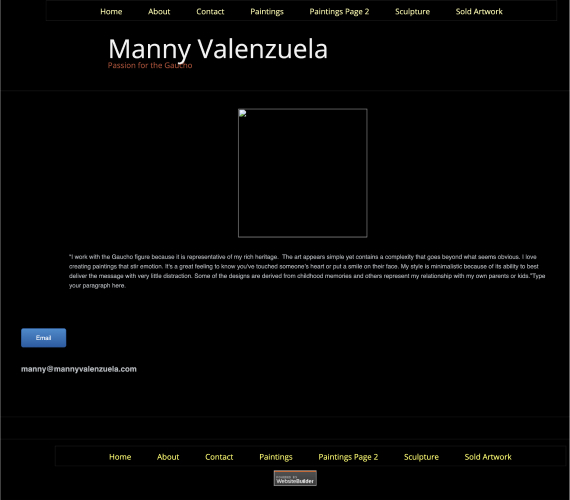 Home About Contact Paintings Paintings Page 2 Sculpture Sold Artwork
Manny Valenzuela
Passion for the Gaucho
"I work with the Gaucho figure because it is representative of my rich heritage. The art appears simple yet contains a complexity that goes beyond what seems obvious. I love
creating paintings that stir emotion. It's a great feeling to know you've touched someone's heart or put a smile on their face. My style is minimalistic because of its ability to best
deliver the message with very little distraction. Some of the designs are derived from childhood memories and others represent my relationship with my own parents or kids."Type
your paragraph here.
Email
manny@mannyvalenzuela.com
Home About Contact Paintings Paintings Page 2 Sculpture Sold Artwork
POWERED BY
WebsiteBuilder